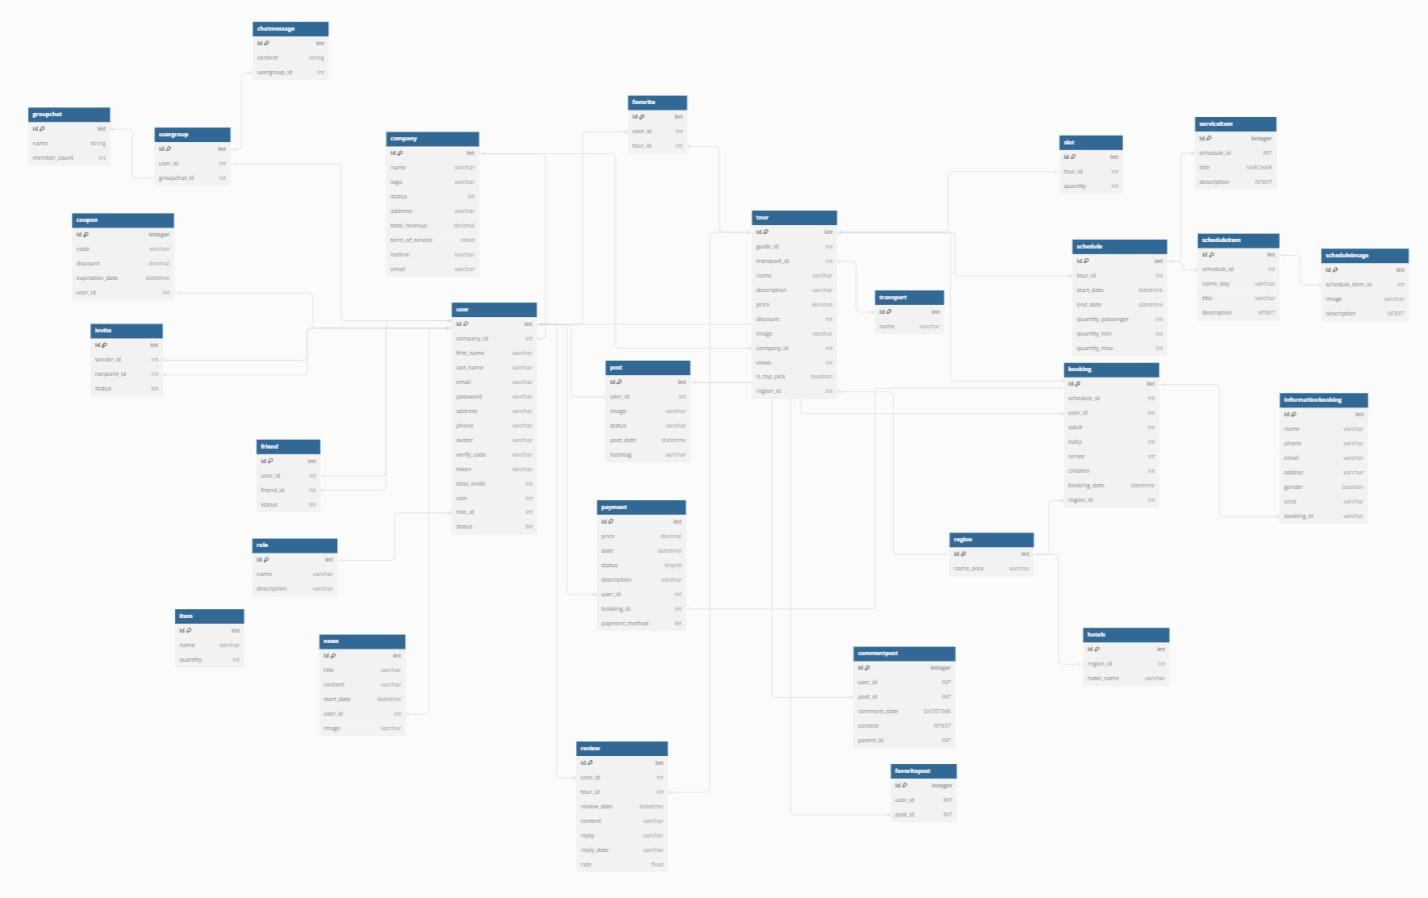 chatmessage
id int
content string
usergroup_id int
groupchat
id int
name string
member_count int
usergroup
id int
user_id int
groupchat_id int
company
id int
name varchar
logo varchar
status bit
address varchar
total_revenue decimal
term_of_service ntext
hotline varchar
email varchar
favorite
id int
user_id int
tour_id int
coupon
id integer
code varchar
discount decimal
expiration_date datetime
user_id int
invite
id int
sender_id int
recipient_id int
status bit
user
id int
company_id int
first_name varchar
last_name varchar
email varchar
password varchar
address varchar
phone varchar
avatar varchar
verify_code varchar
token varchar
total_invite int
coin int
role_id int
status bit
friend
id int
user_id int
friend_id int
status bit
role
id int
name varchar
description varchar
item
id int
name varchar
quantity int
news
id int
title varchar
content varchar
start_date datetime
user_id int
image varchar
post
id int
user_id int
image varchar
status varchar
post_date datetime
hashtag varchar
payment
id int
price decimal
date datetime
status tinyint
description varchar
user_id int
booking_id int
payment_method bit
review
id int
user_id int
tour_id int
review_date datetime
content varchar
reply varchar
reply_date varchar
rate float
tour
id int
guide_id int
transport_id int
name varchar
description varchar
price decimal
discount int
image varchar
company_id int
views int
is_top_pick boolean
region_id int
transport
id int
name varchar
slot
id int
tour_id int
quantity int
serviceitem
id integer
schedule_id INT
title VARCHAR
description NTEXT
schedule
id int
tour_id int
start_date datetime
end_date datetime
quantity_passenger int
quantity_min int
quantity_max int
scheduleitem
id int
schedule_id int
name_day varchar
title varchar
description NTEXT
scheduleimage
id int
schedule_item_id int
image varchar
description NTEXT
booking
id int
schedule_id int
user_id int
adult int
baby int
senior int
children int
booking_date datetime
region_id int
informationbooking
id int
name varchar
phone varchar
email varchar
address varchar
gender boolean
cccd varchar
booking_id varchar
region
id int
name_area varchar
hotels
id int
region_id int
hotel_name varchar
commentpost
id integer
user_id INT
post_id INT
comment_date DATETIME
content NTEXT
parent_id INT
favoritepost
id integer
user_id INT
post_id INT